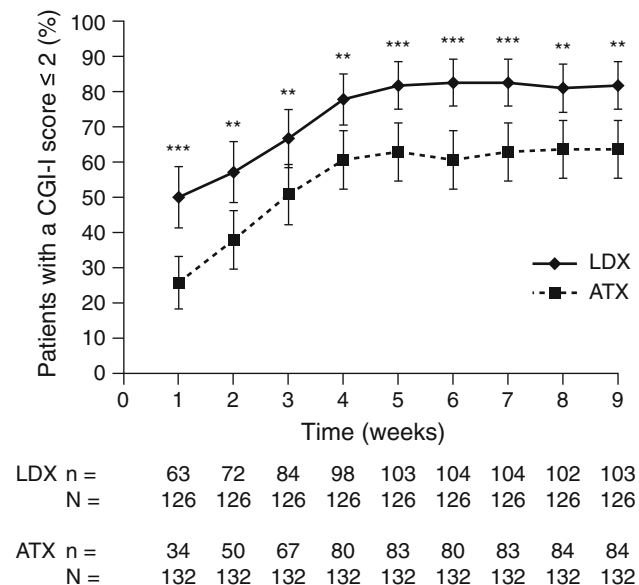 Patients with a CGI-I score ≤ 2 (%)
100
90
80
70
60
50
40
30
20
10
0
*** ** ** ** *** *** *** ** **
LDX
ATX
0 1 2 3 4 5 6 7 8 9
Time (weeks)
LDX n = 63 72 84 98 103 104 104 102 103
N = 126 126 126 126 126 126 126 126 126
ATX n = 34 50 67 80 83 80 83 84 84
N = 132 132 132 132 132 132 132 132 132